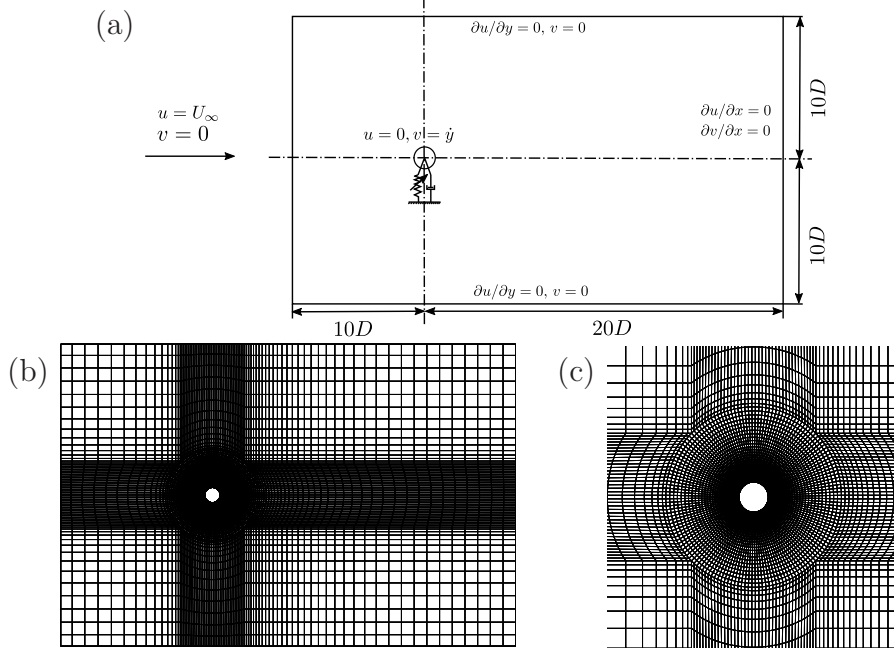 (a)
∂u/∂y = 0, v = 0
u = U∞
v = 0
u = 0, v = ẏ
∂u/∂x = 0
∂v/∂x = 0
10D
10D
∂u/∂y = 0, v = 0
10D
20D
(b)
(c)